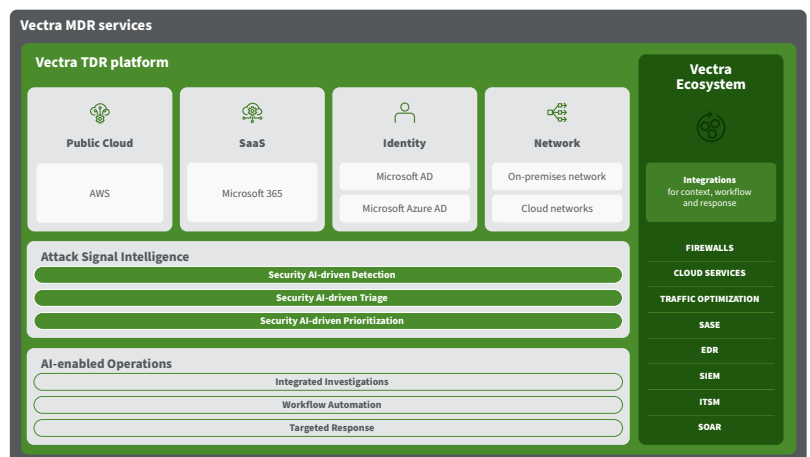 Vectra MDR services
Vectra TDR platform
Public Cloud
AWS
SaaS
Microsoft 365
Identity
Microsoft AD
Microsoft Azure AD
Network
On-premises network
Cloud networks
Attack Signal Intelligence
Security AI-driven Detection
Security AI-driven Triage
Security AI-driven Prioritization
AI-enabled Operations
Integrated Investigations
Workflow Automation
Targeted Response
Vectra
Ecosystem
Integrations
for context, workflow
and response
FIREWALLS
CLOUD SERVICES
TRAFFIC OPTIMIZATION
SASE
EDR
SIEM
ITSM
SOAR